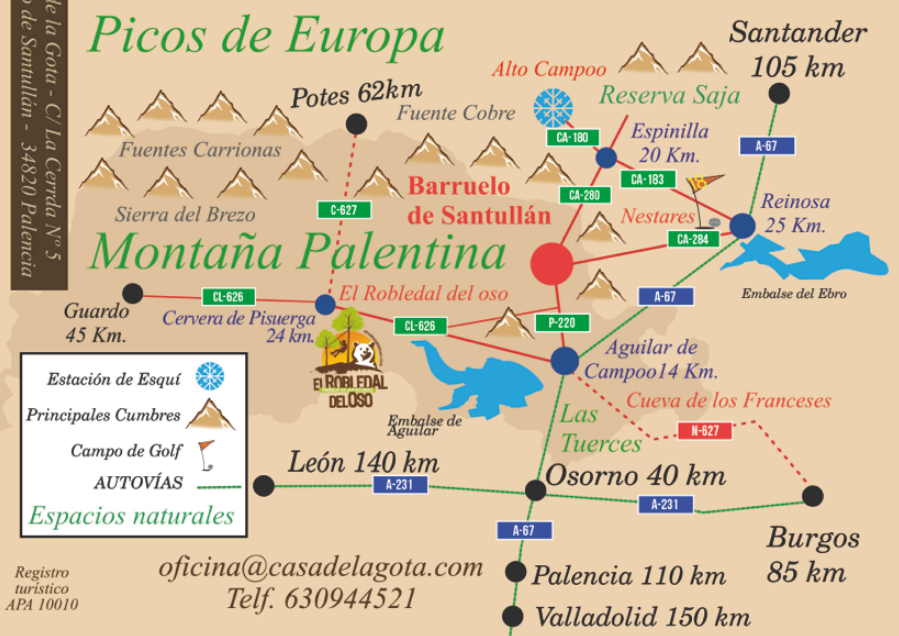 de la Gota - C/ La Cerrda Nº 5
o de Santullán - 34820 Palencia
Picos de Europa
Santander
105 km
Alto Campoo
Reserva Saja
Potes 62km
Fuente Cobre
CA-180
Espinilla
20 Km.
A-67
Fuentes Carrionas
CA-183
CA-280
Barruelo
de Santullán
Sierra del Brezo
C-627
Nestares
Reinosa
25 Km.
CA-284
Montaña Palentina
Embalse del Ebro
Guardo
45 Km.
CL-626
El Robledal del oso
A-67
Cervera de Pisuerga
24 km.
CL-626
P-220
EL ROBLEDAL
DEL OSO
Aguilar de
Campoo14 Km.
Embalse de
Aguilar
Cueva de los Franceses
N-627
Las
Tuerces
Estación de Esquí
Principales Cumbres
Campo de Golf
AUTOVÍAS
Espacios naturales
León 140 km
A-231
Osorno 40 km
A-231
A-67
Burgos
85 km
Palencia 110 km
Valladolid 150 km
oficina@casadelagota.com
Telf. 630944521
Registro
turístico
APA 10010